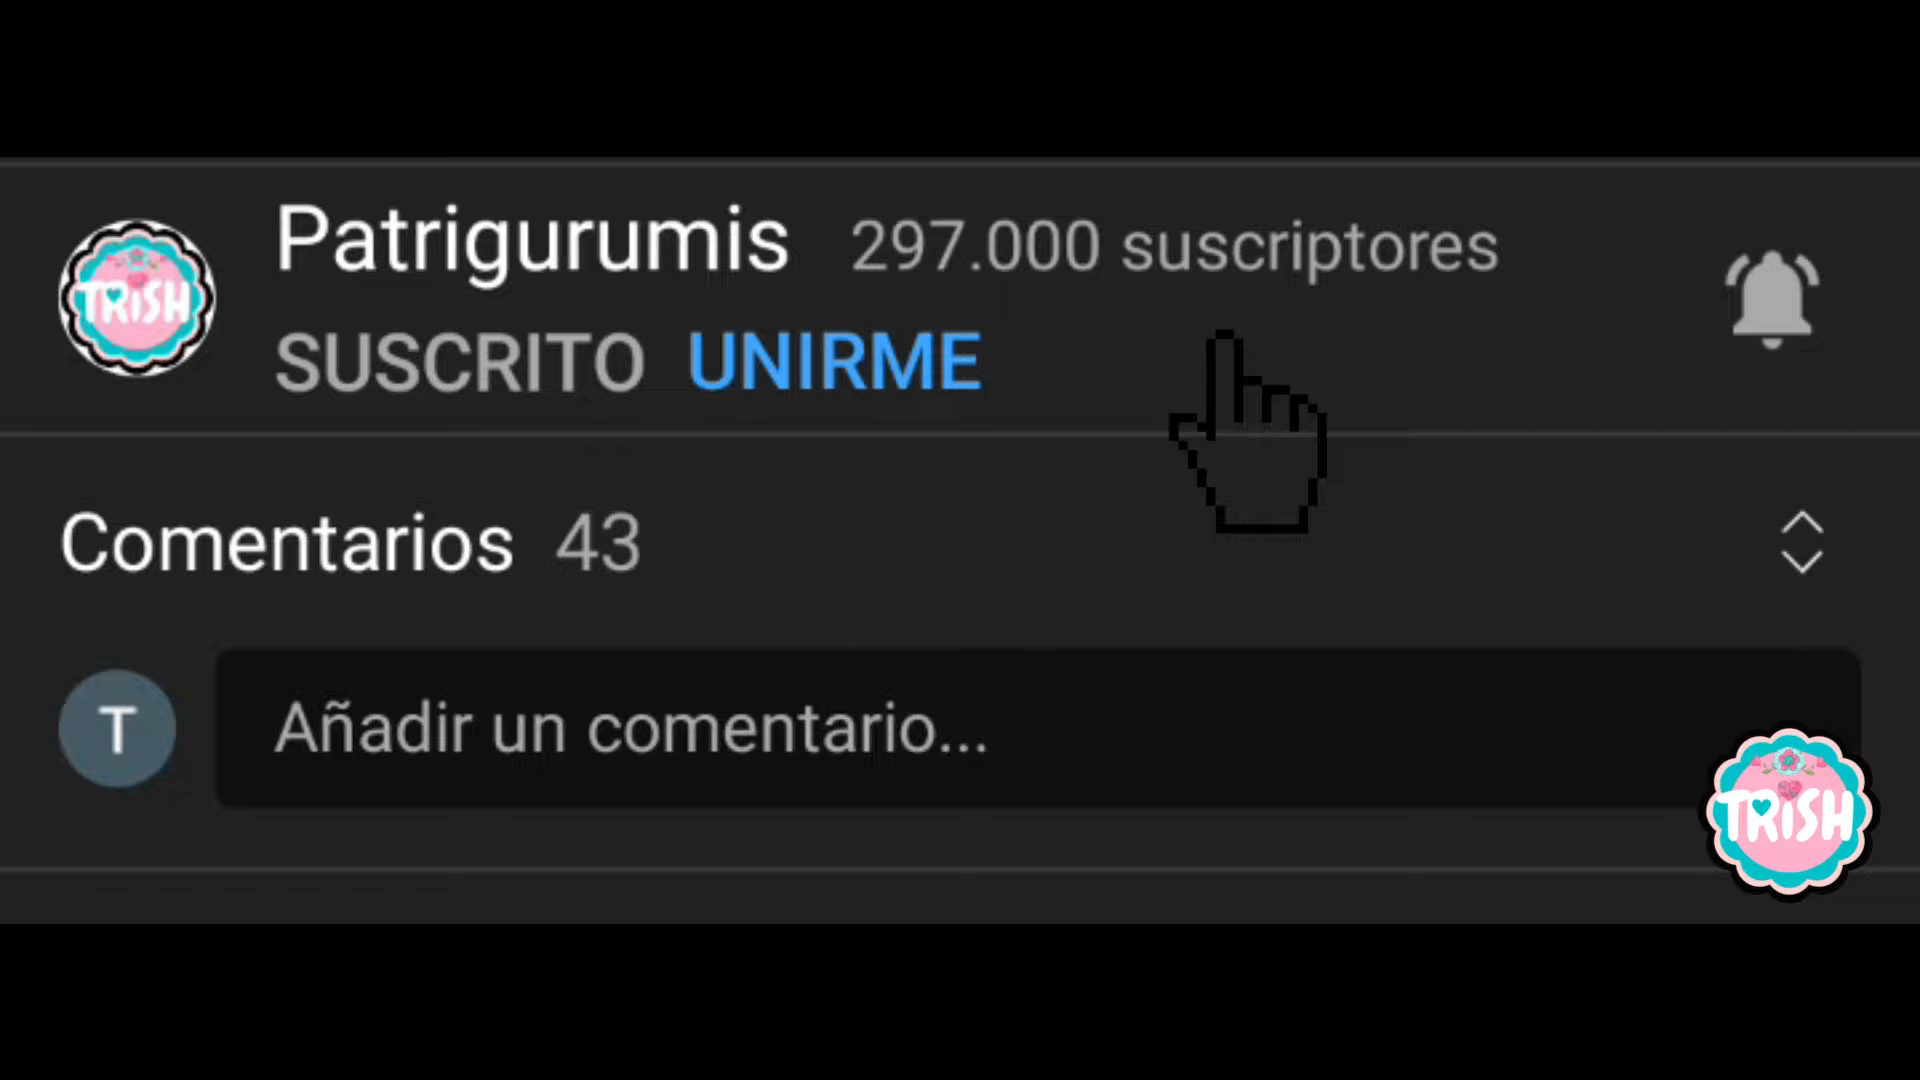 Patrigurumis 297.000 suscriptores
TRiSH
SUSCRITO UNIRME
Comentarios 43
T
Añadir un comentario...
TRiSH